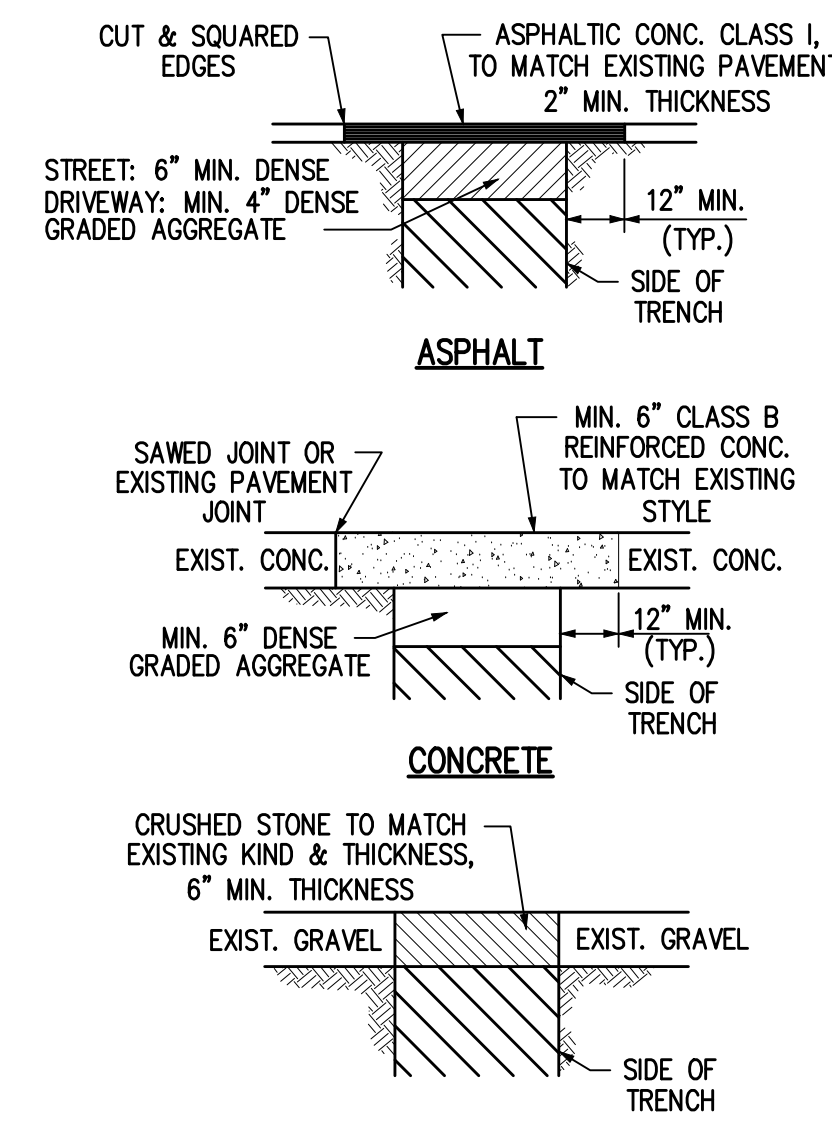 CUT & SQUARED
EDGES
ASPHALTIC CONC. CLASS I,
TO MATCH EXISTING PAVEMENT
2" MIN. THICKNESS
STREET: 6" MIN. DENSE
DRIVEWAY: MIN. 4" DENSE
GRADED AGGREGATE
12" MIN.
(TYP.)
SIDE OF
TRENCH
ASPHALT
MIN. 6" CLASS B
REINFORCED CONC.
TO MATCH EXISTING
STYLE
SAWED JOINT OR
EXISTING PAVEMENT
JOINT
EXIST. CONC.
EXIST. CONC.
MIN. 6" DENSE
GRADED AGGREGATE
12" MIN.
(TYP.)
SIDE OF
TRENCH
CONCRETE
CRUSHED STONE TO MATCH
EXISTING KIND & THICKNESS,
6" MIN. THICKNESS
EXIST. GRAVEL
EXIST. GRAVEL
SIDE OF
TRENCH